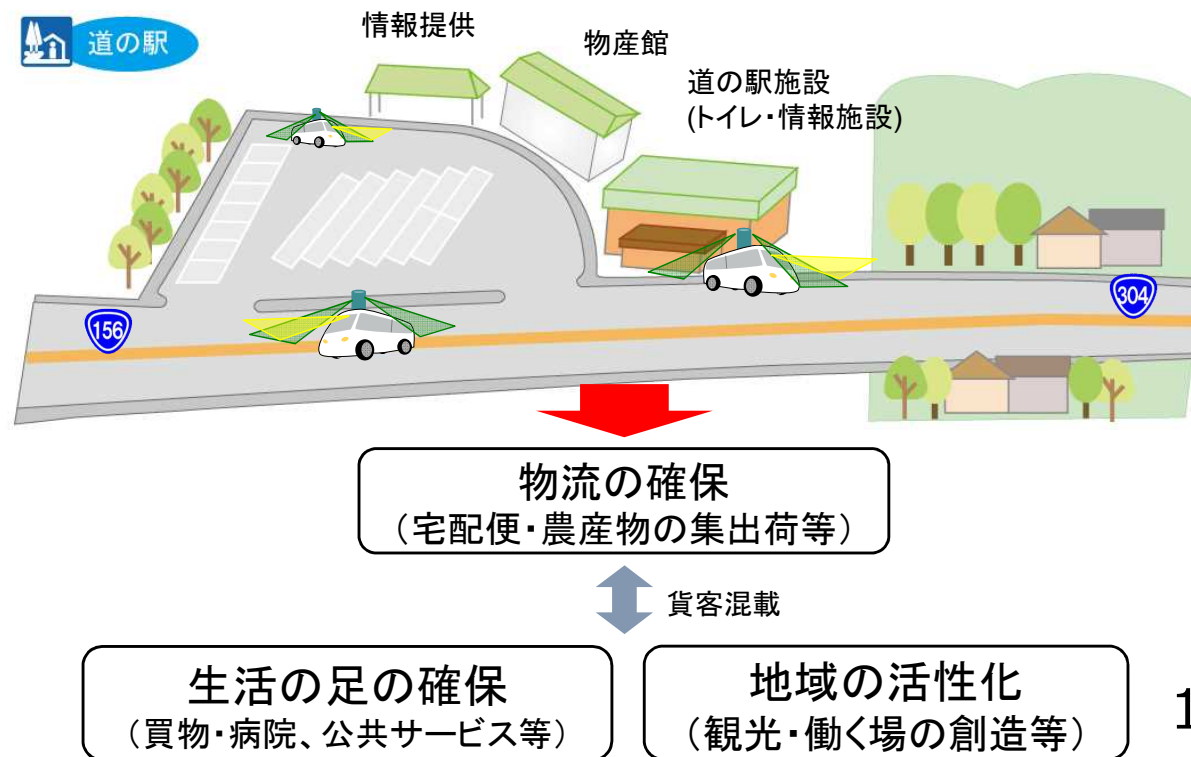 道の駅
情報提供
物産館
道の駅施設
(トイレ・情報施設)
156
304
物流の確保
(宅配便・農産物の集出荷等)
貨客混載
生活の足の確保
(買物・病院、公共サービス等)
地域の活性化
(観光・働く場の創造等)
1